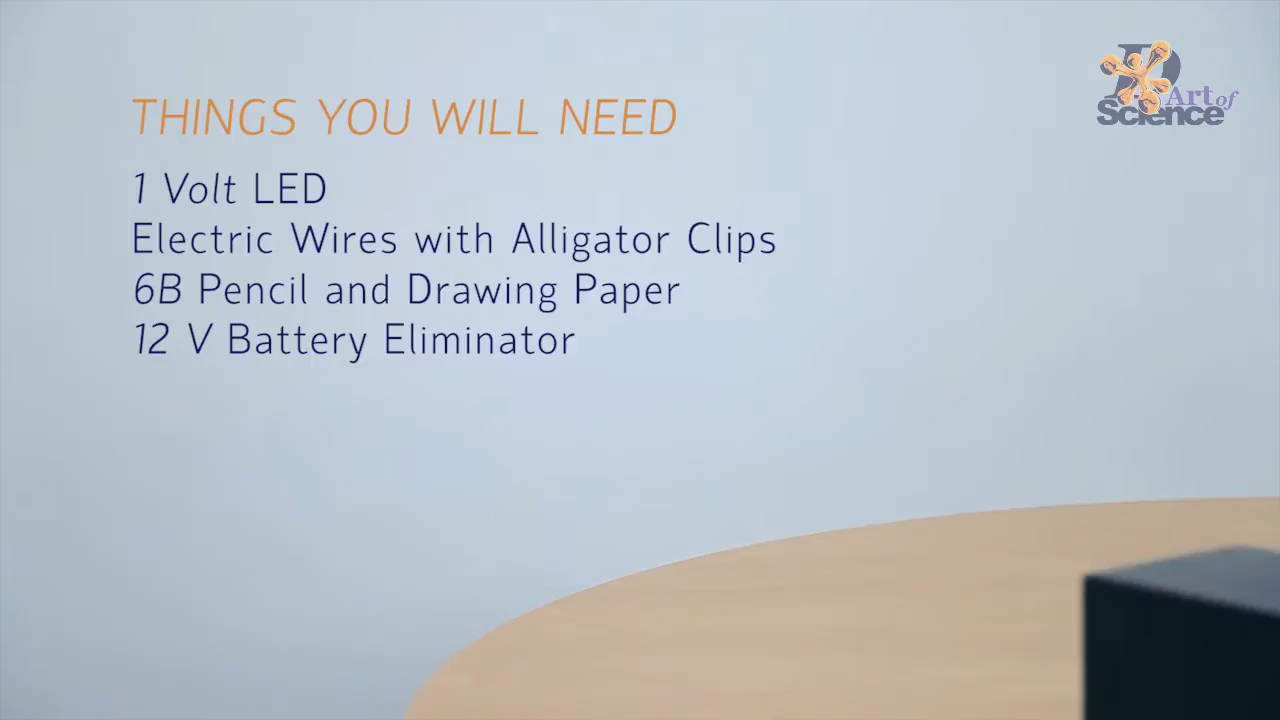 THINGS YOU WILL NEED
1 Volt LED
Electric Wires with Alligator Clips
6B Pencil and Drawing Paper
12 V Battery Eliminator
Art of
Science